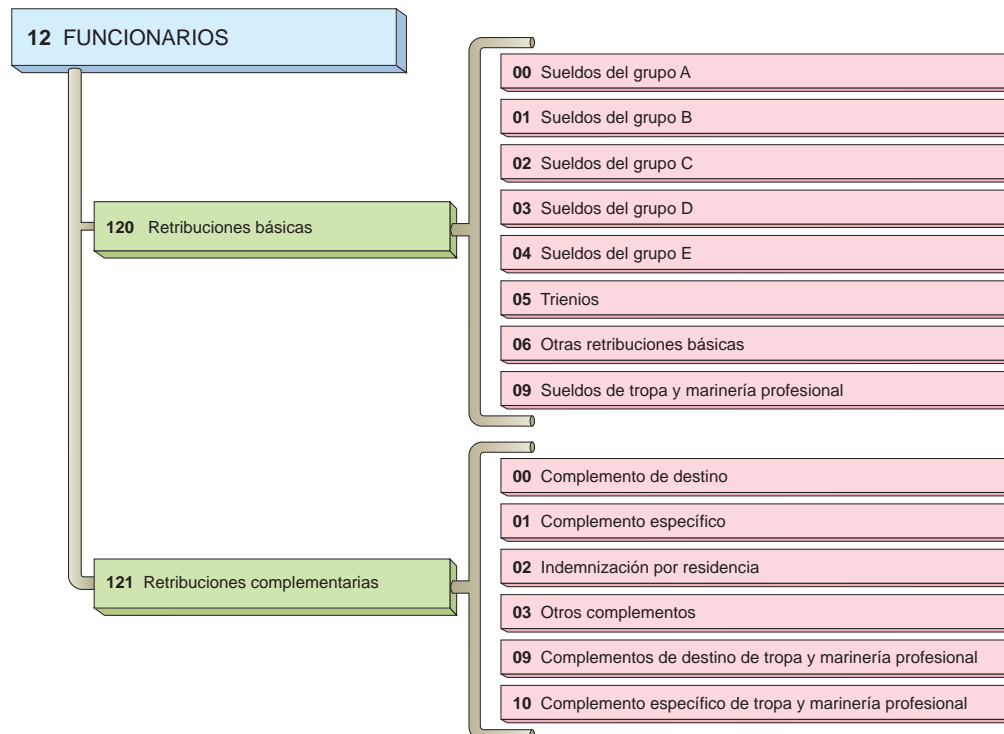 12 FUNCIONARIOS
120 Retribuciones básicas
00 Sueldos del grupo A
01 Sueldos del grupo B
02 Sueldos del grupo C
03 Sueldos del grupo D
04 Sueldos del grupo E
05 Trienios
06 Otras retribuciones básicas
09 Sueldos de tropa y marinería profesional
121 Retribuciones complementarias
00 Complemento de destino
01 Complemento específico
02 Indemnización por residencia
03 Otros complementos
09 Complementos de destino de tropa y marinería profesional
10 Complemento específico de tropa y marinería profesional